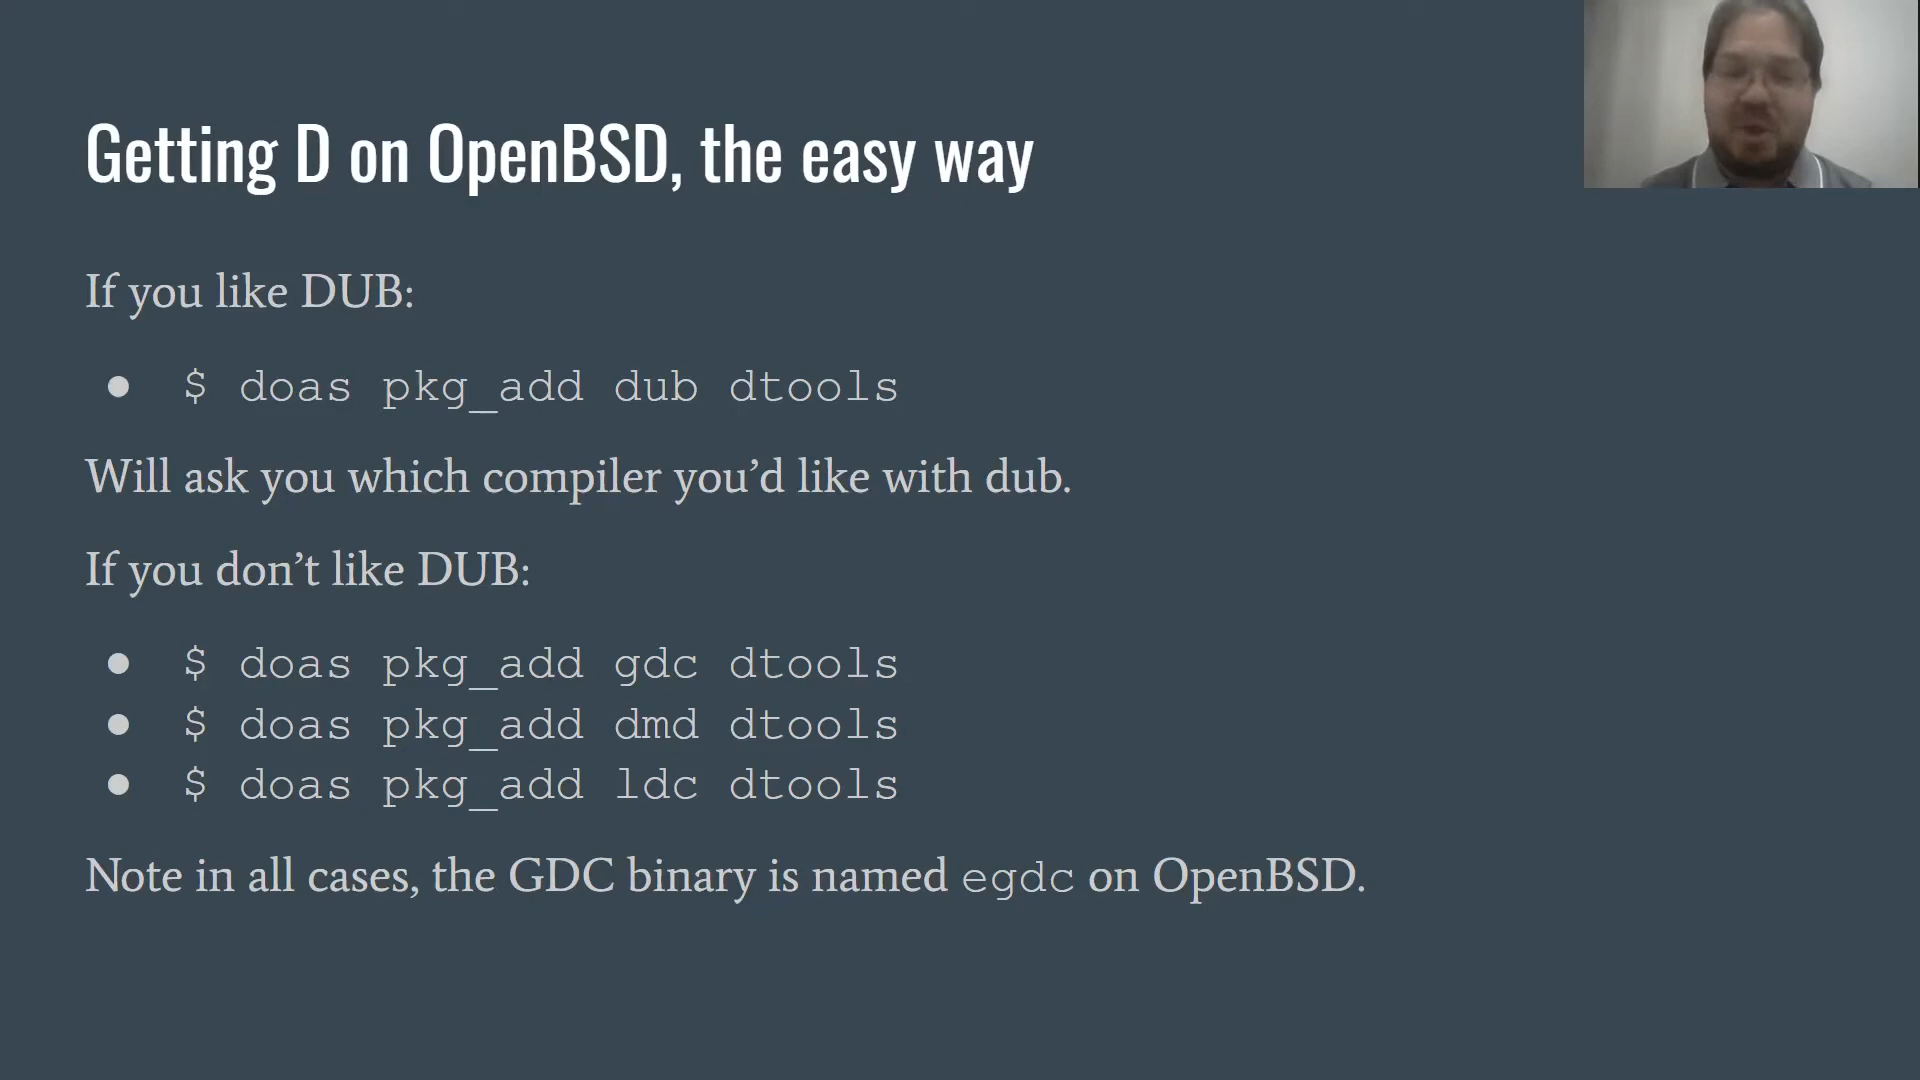 Getting D on OpenBSD, the easy way
If you like DUB:
● $ doas pkg_add dub dtools
Will ask you which compiler you’d like with dub.
If you don’t like DUB:
● $ doas pkg_add gdc dtools
● $ doas pkg_add dmd dtools
● $ doas pkg_add ldc dtools
Note in all cases, the GDC binary is named egdc on OpenBSD.